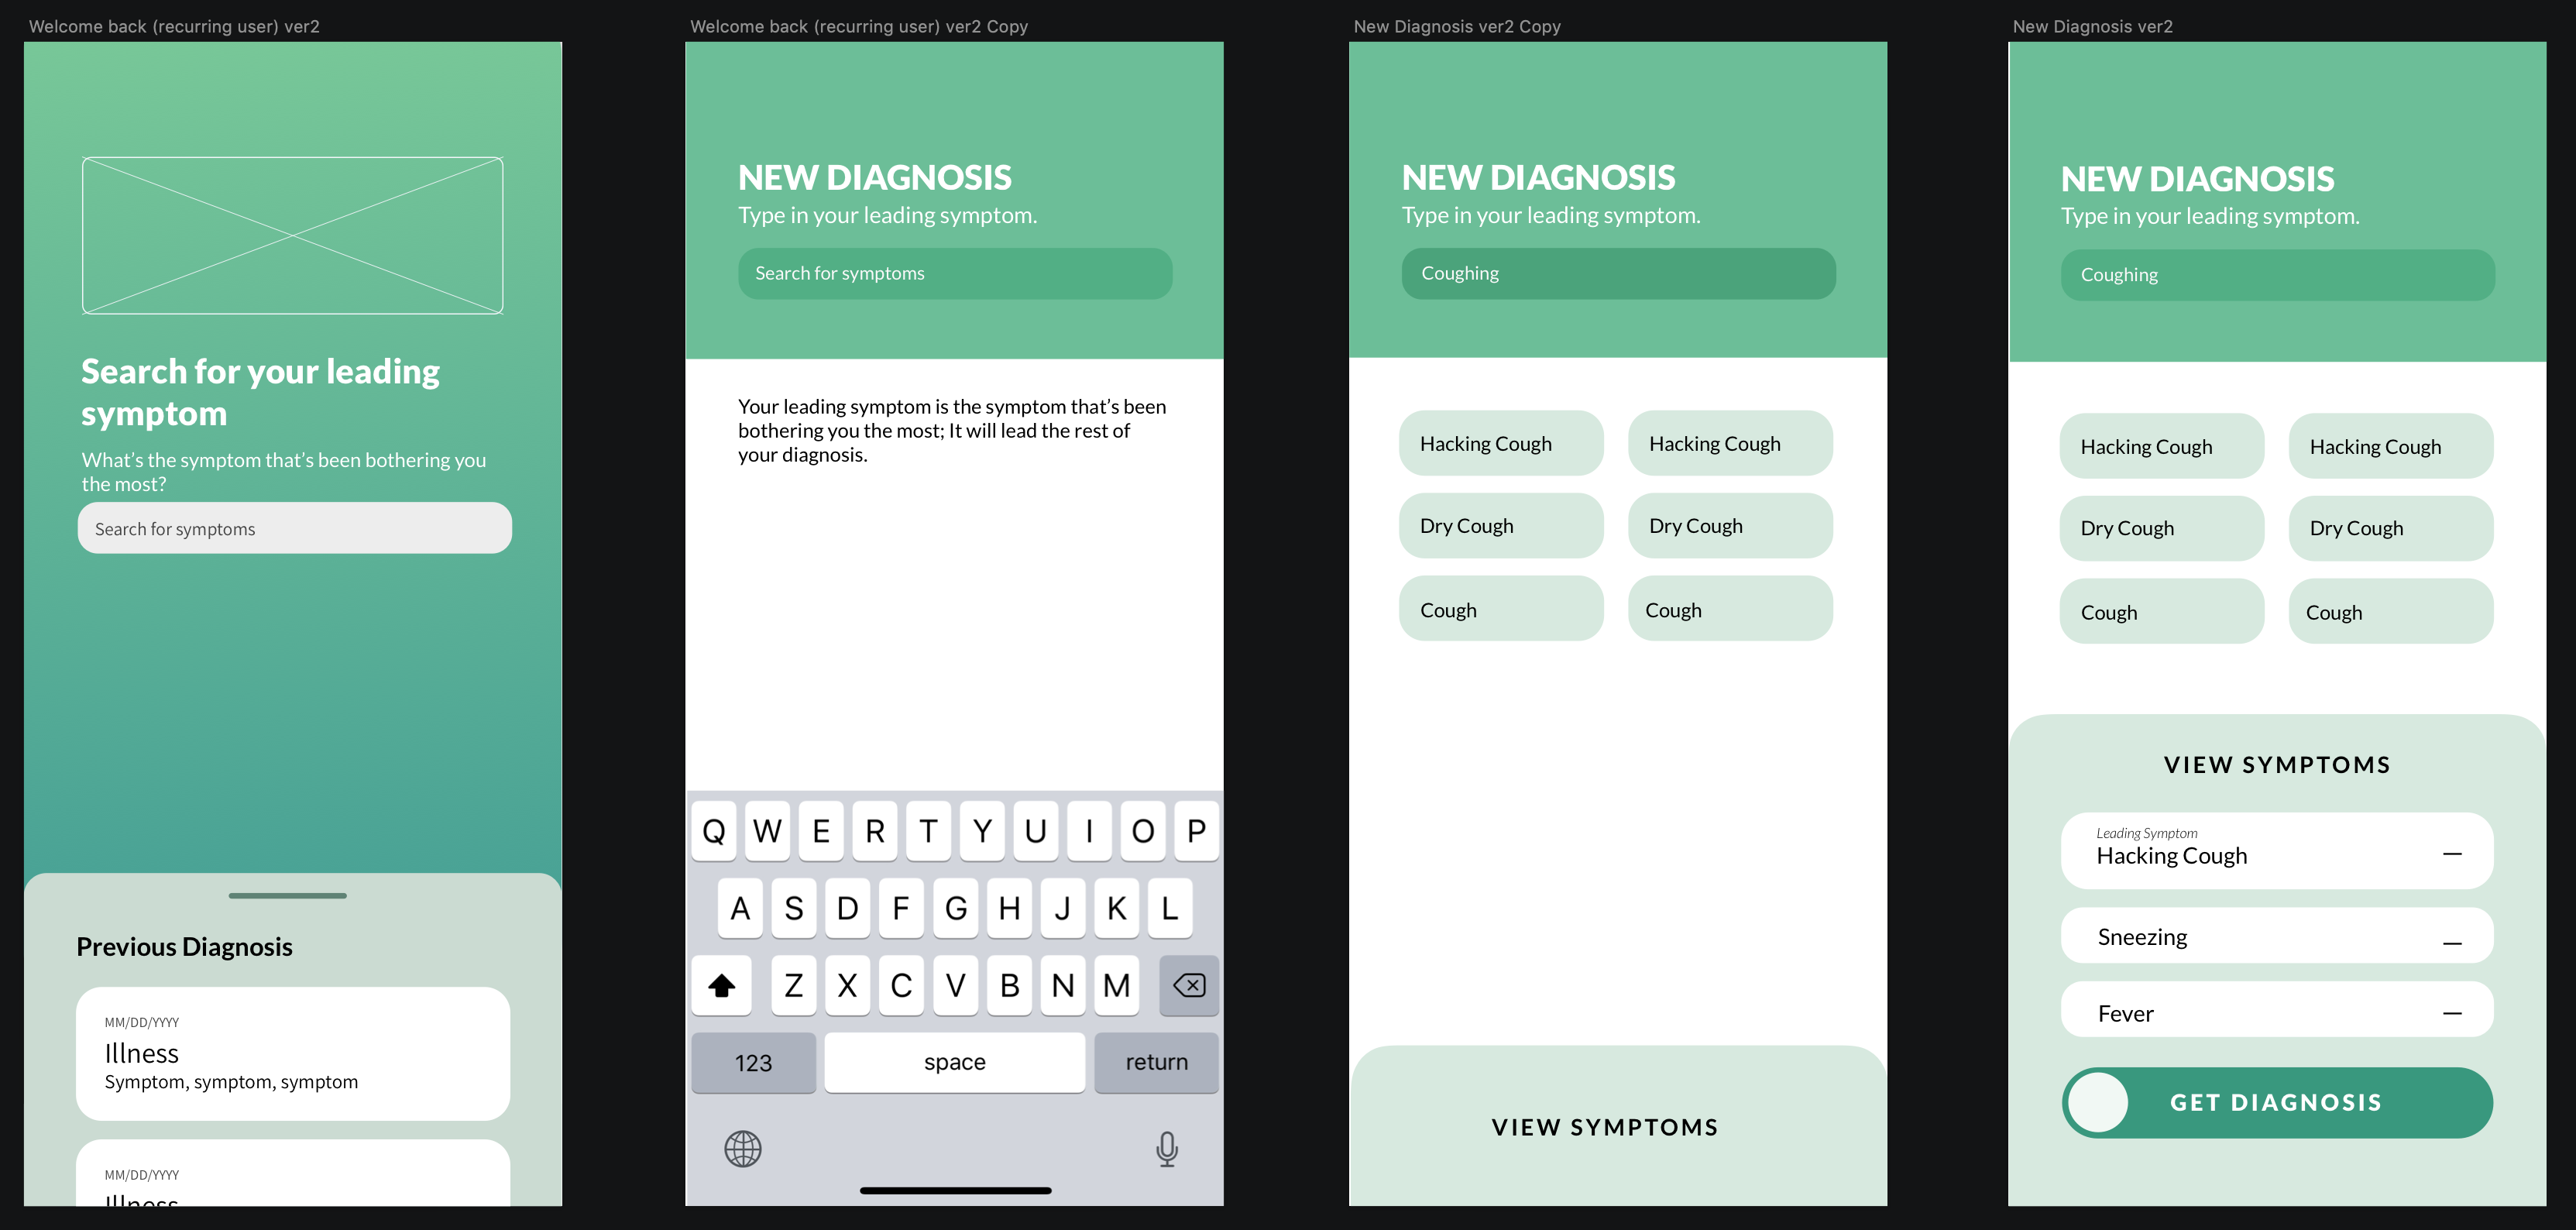 Welcome back (recurring user) ver2
Search for your leading
symptom
What's the symptom that's been bothering you
the most?
Search for symptoms
Previous Diagnosis
MM/DD/YYYY
Illness
Symptom, symptom, symptom
MM/DD/YYYY
Illness
Welcome back (recurring user) ver2 Copy
NEW DIAGNOSIS
Type in your leading symptom.
Search for symptoms
Your leading symptom is the symptom that's been
bothering you the most; It will lead the rest of
your diagnosis.
Q W E R T Y U I O P
A S D F G H J K L
Z X C V B N M
123 space return
New Diagnosis ver2 Copy
NEW DIAGNOSIS
Type in your leading symptom.
Coughing
Hacking Cough Hacking Cough
Dry Cough Dry Cough
Cough Cough
VIEW SYMPTOMS
New Diagnosis ver2
NEW DIAGNOSIS
Type in your leading symptom.
Coughing
Hacking Cough Hacking Cough
Dry Cough Dry Cough
Cough Cough
VIEW SYMPTOMS
Leading Symptom
Hacking Cough
Sneezing
Fever
GET DIAGNOSIS